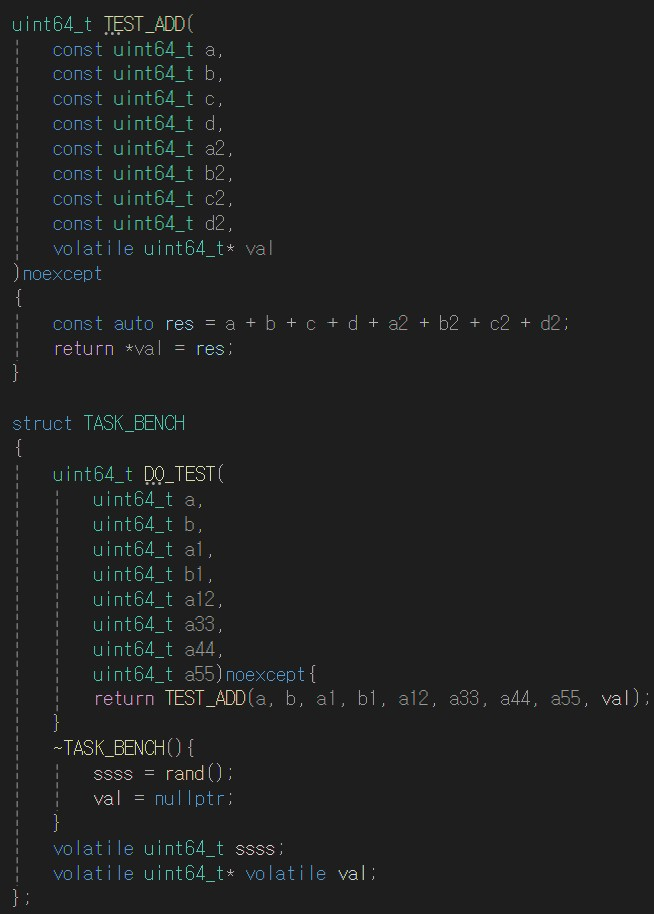 uint64_t TEST_ADD(
    const uint64_t a,
    const uint64_t b,
    const uint64_t c,
    const uint64_t d,
    const uint64_t a2,
    const uint64_t b2,
    const uint64_t c2,
    const uint64_t d2,
    volatile uint64_t* val
)noexcept
{
    const auto res = a + b + c + d + a2 + b2 + c2 + d2;
    return *val = res;
}

struct TASK_BENCH
{
    uint64_t DO_TEST(
        uint64_t a,
        uint64_t b,
        uint64_t a1,
        uint64_t b1,
        uint64_t a12,
        uint64_t a33,
        uint64_t a44,
        uint64_t a55)noexcept{
        return TEST_ADD(a, b, a1, b1, a12, a33, a44, a55, val);
    }
    ~TASK_BENCH(){
        ssss = rand();
        val = nullptr;
    }
    volatile uint64_t ssss;
    volatile uint64_t* volatile val;
};